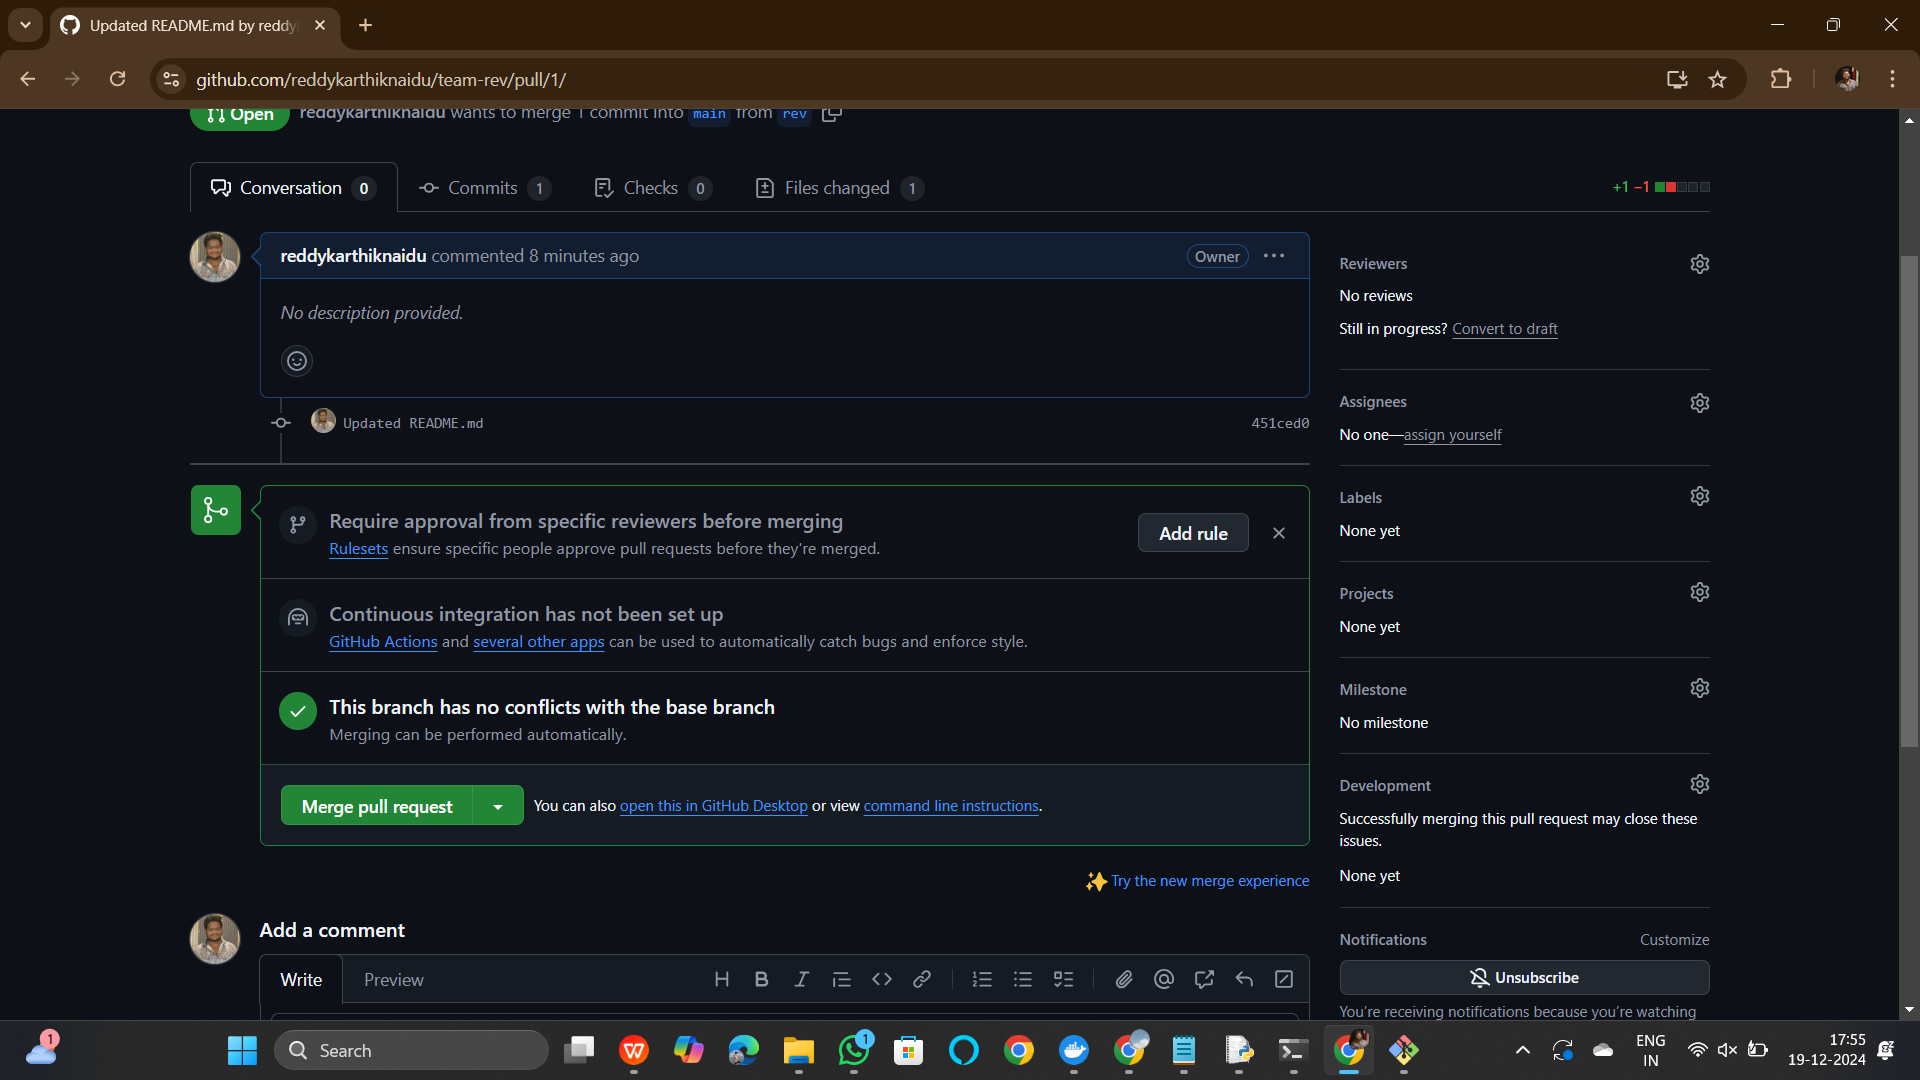 Updated README.md by reddy
github.com/reddykarthiknaidu/team-rev/pull/1/
Open reddykarthiknaidu wants to merge 1 commit into main from rev
Conversation 0 Commits 1 Checks 0 Files changed 1 +1 −1
reddykarthiknaidu commented 8 minutes ago Owner
No description provided.
Updated README.md 451ced0
Require approval from specific reviewers before merging
Rulesets ensure specific people approve pull requests before they're merged.
Add rule
Continuous integration has not been set up
GitHub Actions and several other apps can be used to automatically catch bugs and enforce style.
This branch has no conflicts with the base branch
Merging can be performed automatically.
Merge pull request You can also open this in GitHub Desktop or view command line instructions.
Try the new merge experience
Add a comment
Write Preview
Reviewers
No reviews
Still in progress? Convert to draft
Assignees
No one—assign yourself
Labels
None yet
Projects
None yet
Milestone
No milestone
Development
Successfully merging this pull request may close these
issues.
None yet
Notifications Customize
Unsubscribe
You're receiving notifications because you're watching
1
Search
1
ENG
IN
17:55
19-12-2024